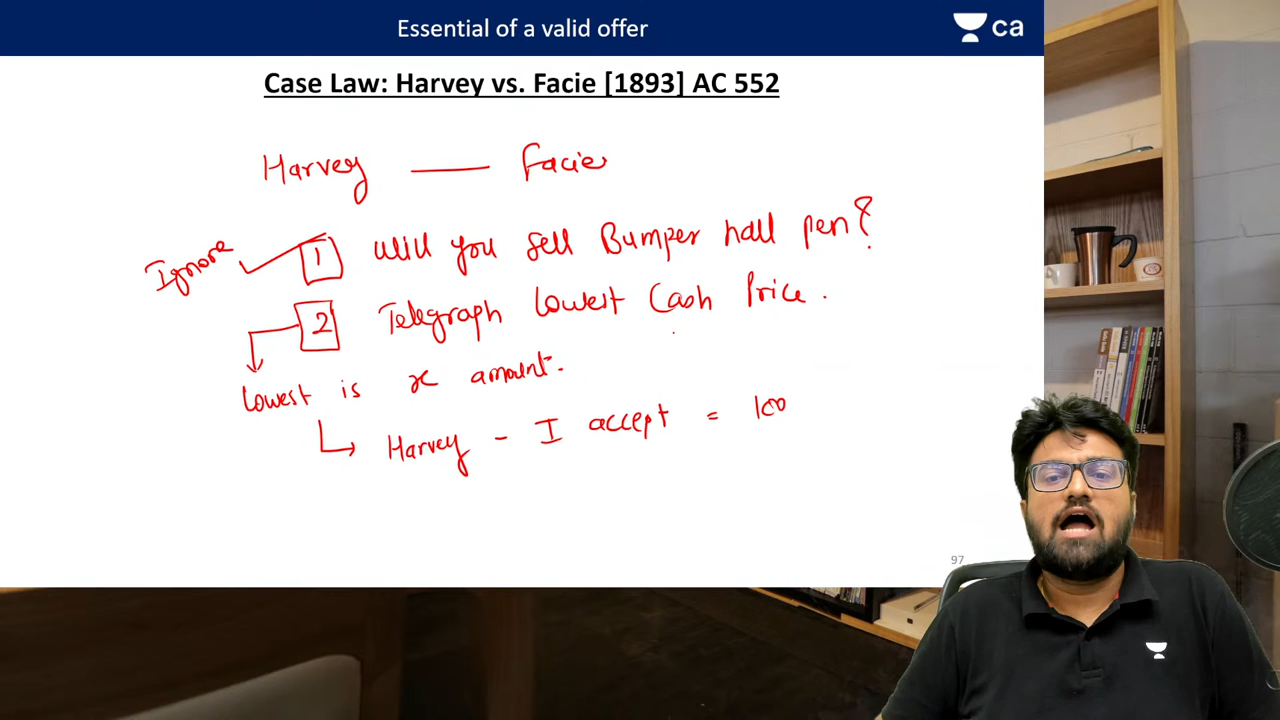 Essential of a valid offer
ca
Case Law: Harvey vs. Facie [1893] AC 552
Harvey — Facie
Ignore 1 Will you sell Bumper hall pen?
2 Telegraph lowest Cash Price.
lowest is x amount.
Harvey - I accept = 100
97